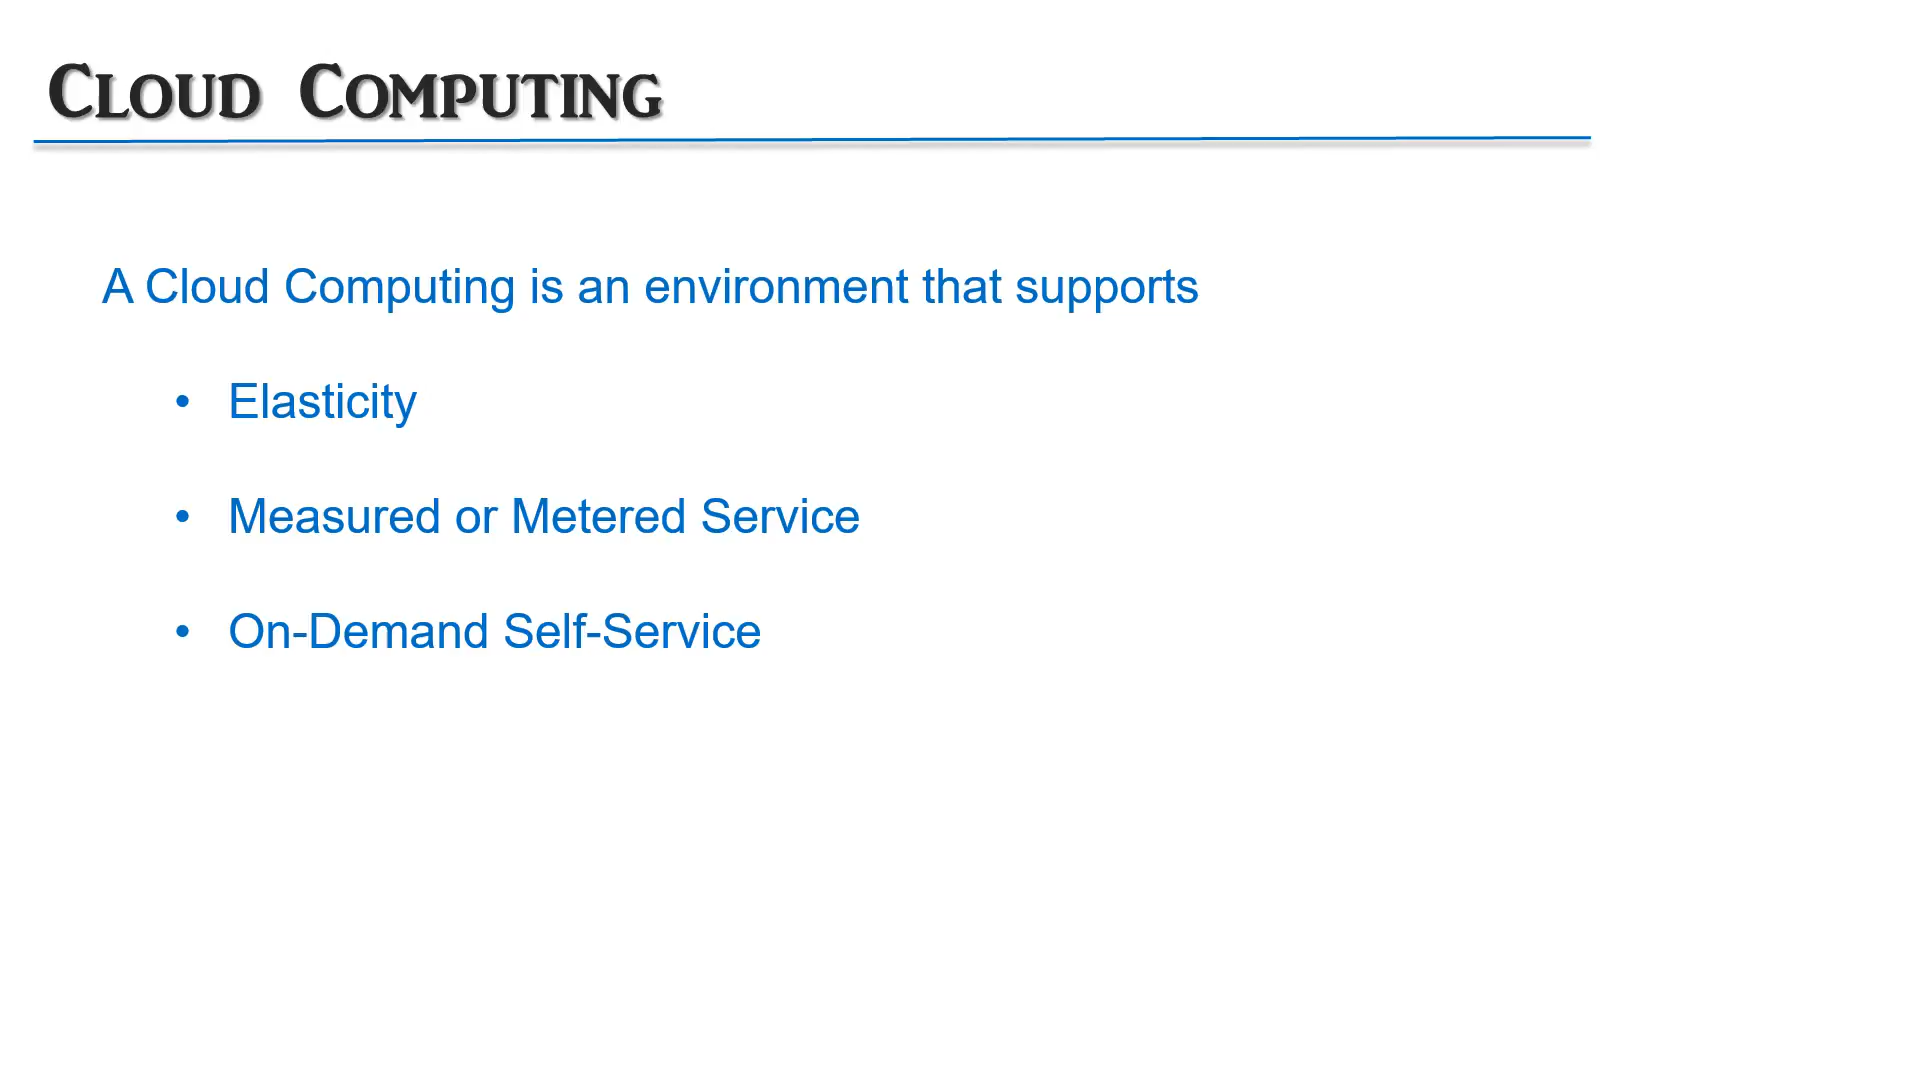 Cloud Computing
A Cloud Computing is an environment that supports
• Elasticity
• Measured or Metered Service
• On-Demand Self-Service